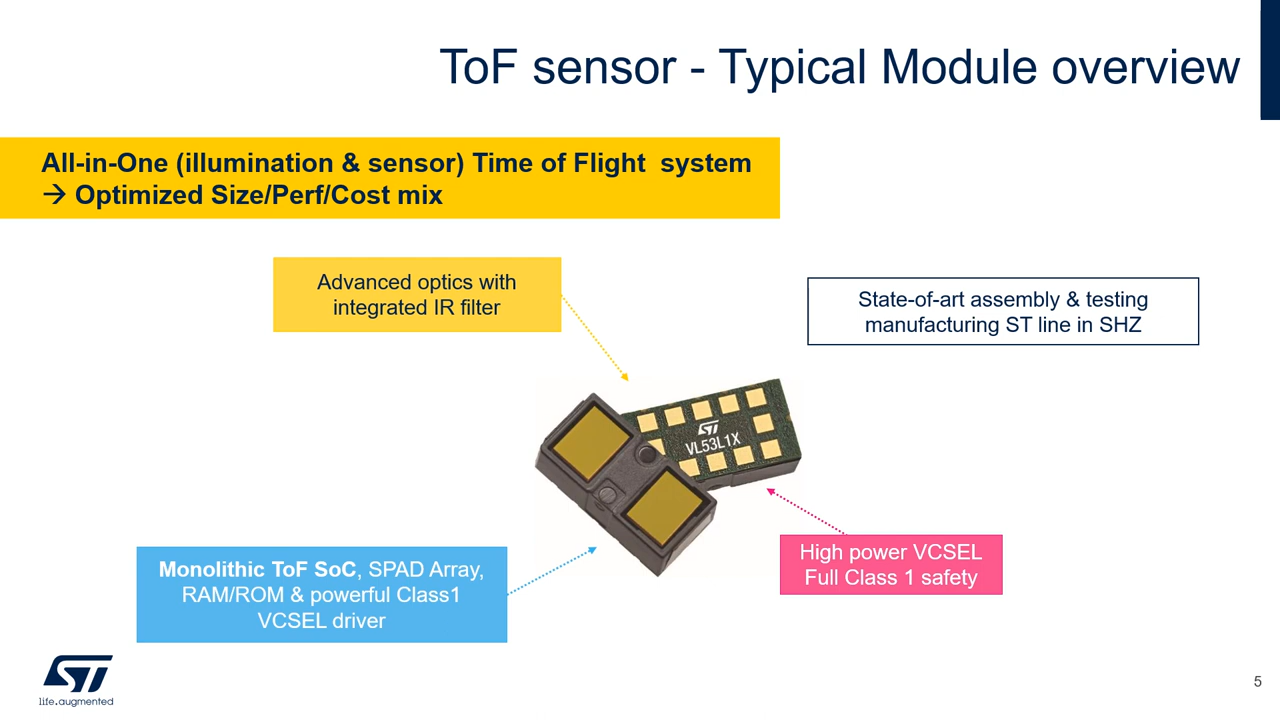 ToF sensor - Typical Module overview
All-in-One (illumination & sensor) Time of Flight  system
→ Optimized Size/Perf/Cost mix
Advanced optics with
integrated IR filter
State-of-art assembly & testing
manufacturing ST line in SHZ
ST
VL53L1X
High power VCSEL
Full Class 1 safety
Monolithic ToF SoC, SPAD Array,
RAM/ROM & powerful Class1
VCSEL driver
ST
life.augmented
5